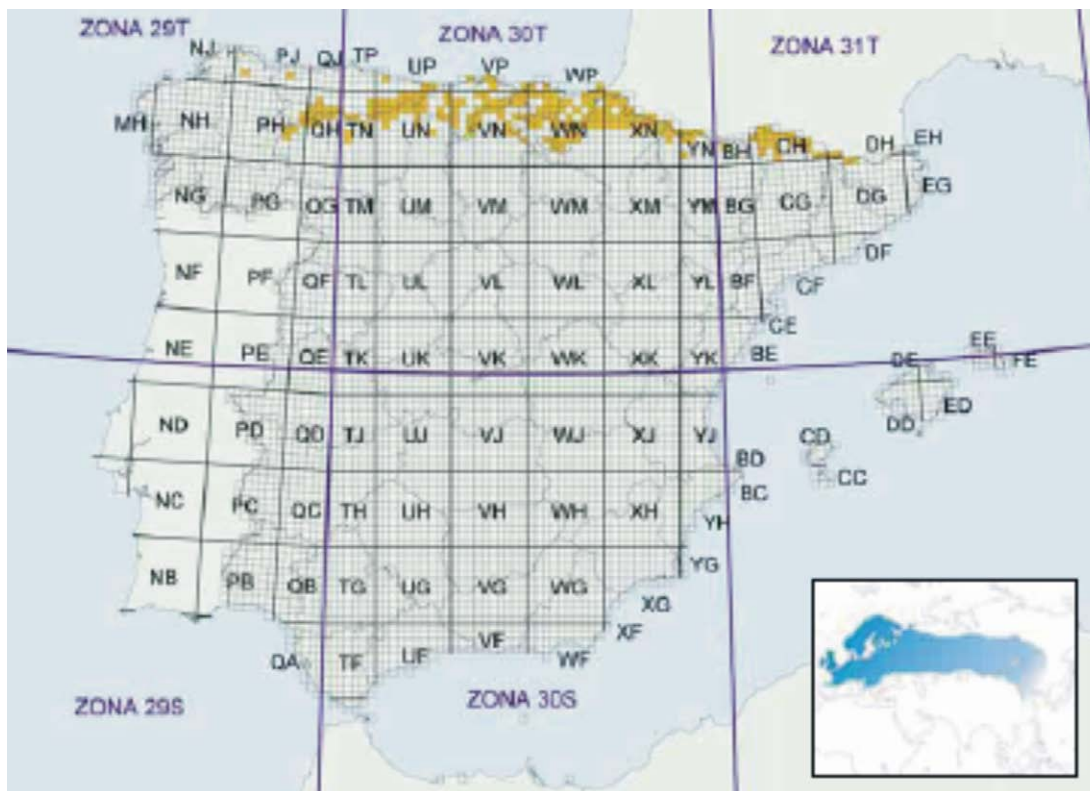 ZONA 29T
ZONA 30T
ZONA 31T
NJ PJ QJ TP UP VP WP
MH NH PH QH TN UN VN WN XN YN BH CH DH EH
NG PG QG TM UM VM WM XM YM BG CG DG EG
NF PF QF TL UL VL WL XL YL BF CF DF
NE PE QE TK UK VK WK XK YK BE CE DE EE FE
ND PD QD TJ UJ VJ WJ XJ YJ BD CD DD ED
NC PC QC TH UH VH WH XH YH BC CC
NB PB QB TG UG VG WG XG YG
QA TF UF VF WF XF
ZONA 29S
ZONA 30S